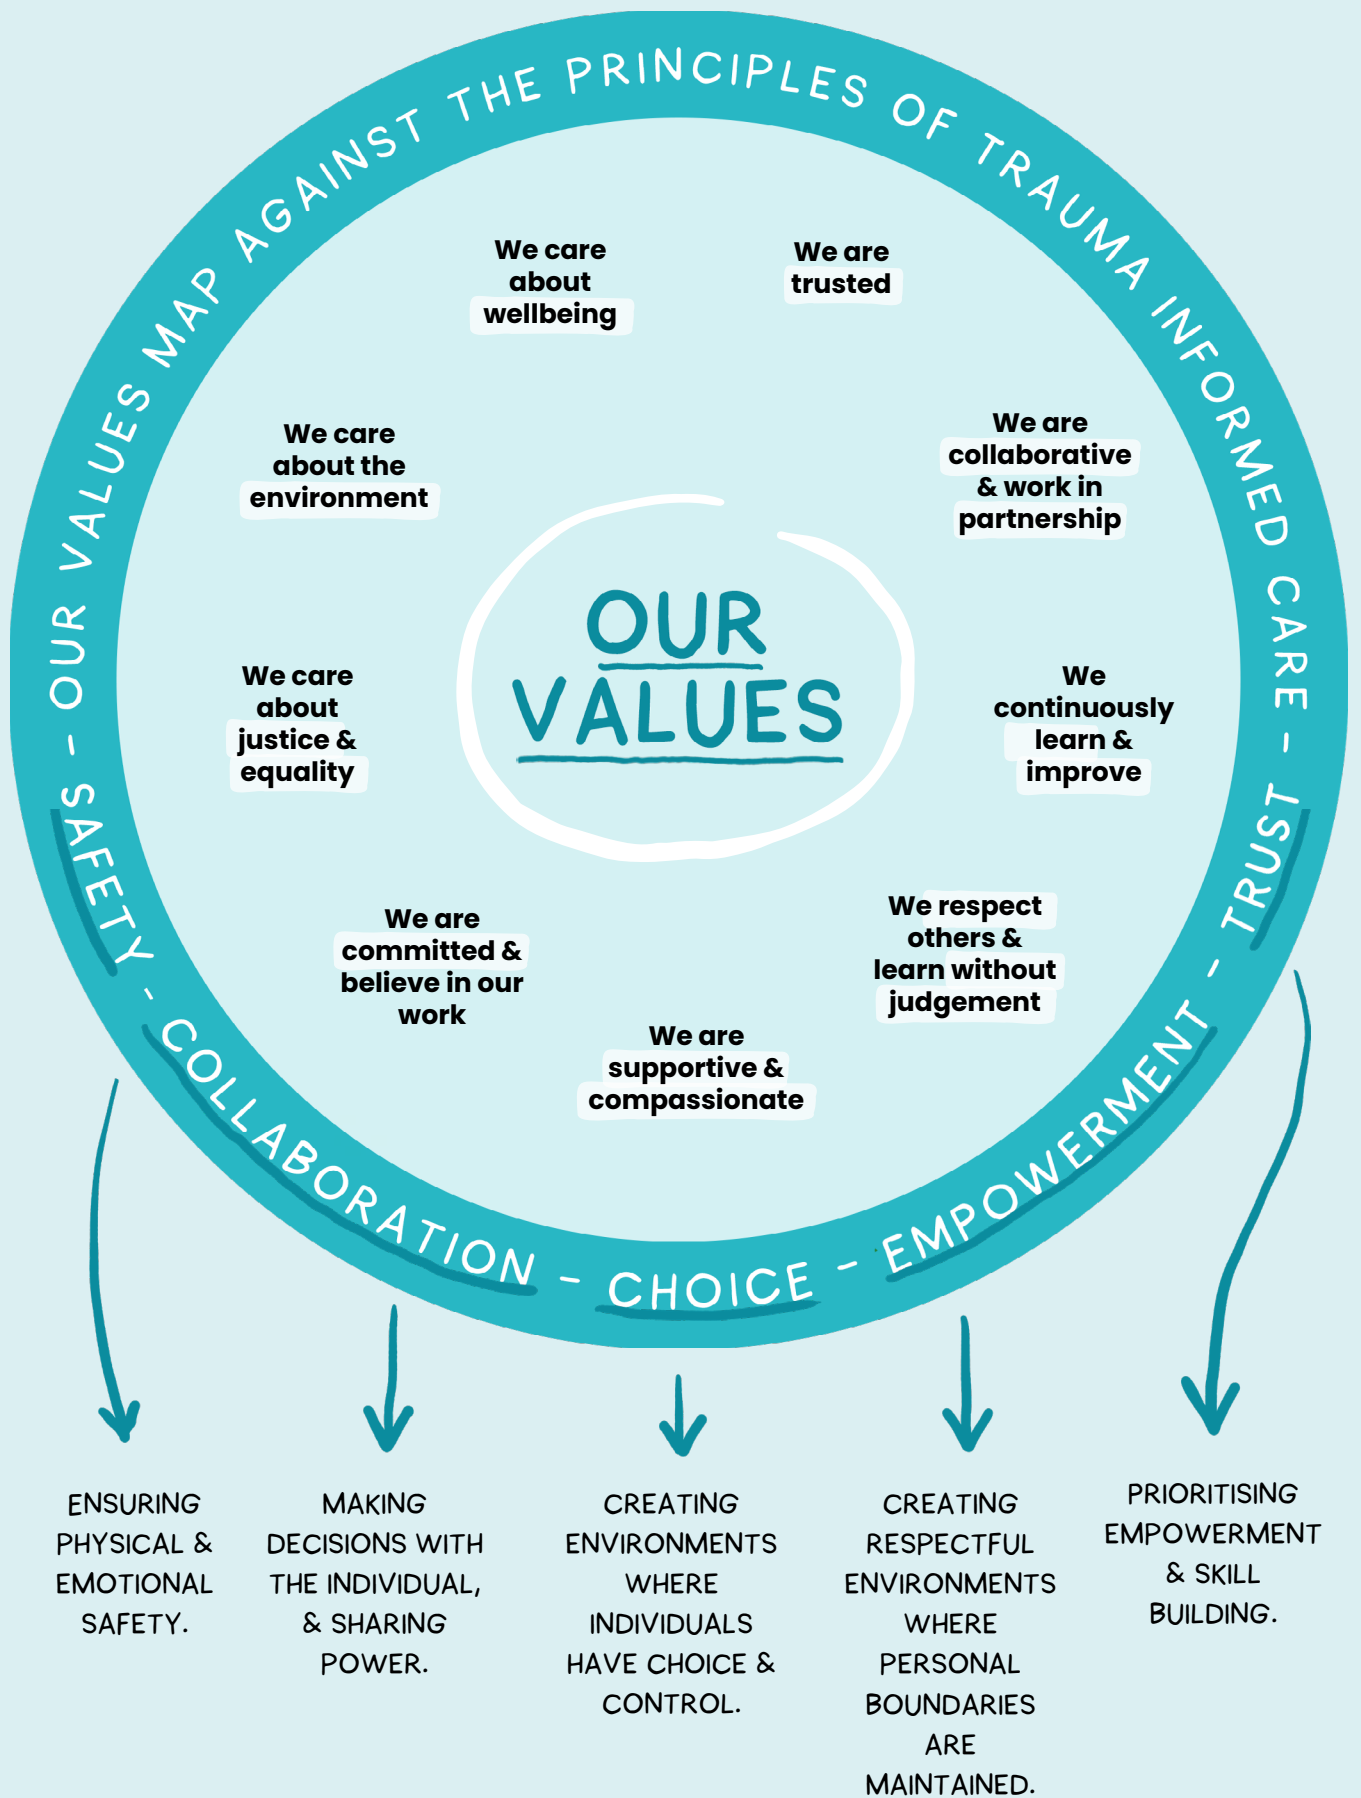 - OUR VALUES MAP AGAINST THE PRINCIPLES OF TRAUMA INFORMED CARE -
We care
about
wellbeing
We are
trusted
We care
about the
environment
We are
collaborative
& work in
partnership
OUR
VALUES
We care
about
justice &
equality
We
continuously
learn &
improve
We are
committed &
believe in our
work
We respect
others &
learn without
judgement
We are
supportive &
compassionate
SAFETY - COLLABORATION - CHOICE - EMPOWERMENT - TRUST
ENSURING
PHYSICAL &
EMOTIONAL
SAFETY.
MAKING
DECISIONS WITH
THE INDIVIDUAL,
& SHARING
POWER.
CREATING
ENVIRONMENTS
WHERE
INDIVIDUALS
HAVE CHOICE &
CONTROL.
CREATING
RESPECTFUL
ENVIRONMENTS
WHERE
PERSONAL
BOUNDARIES
ARE
MAINTAINED.
PRIORITISING
EMPOWERMENT
& SKILL
BUILDING.